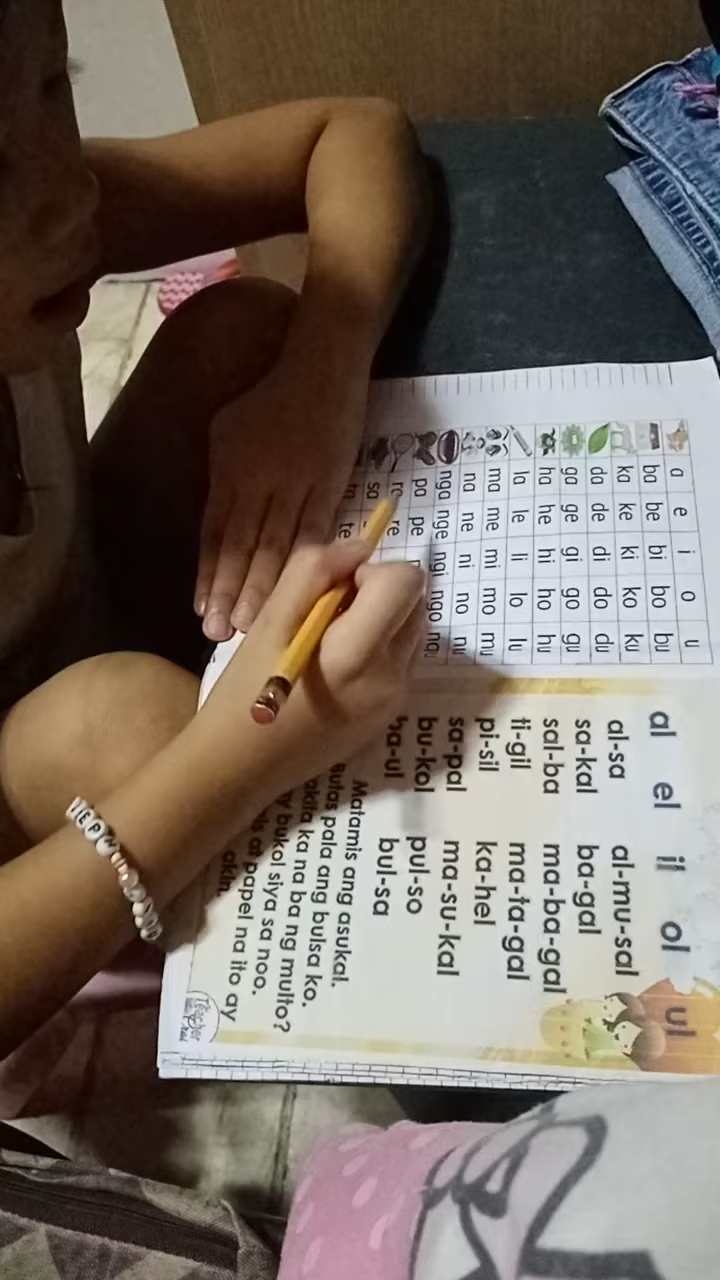 a e i o u
ba be bi bo bu
ka ke ki ko ku
da de di do du
ga ge gi go gu
ha he hi ho hu
la le li lo lu
ma me mi mo mu
na ne ni no nu
nga nge ngi ngo ngu
pa pe
re
sa
te
al el il ol ul
al-sa al-mu-sal
sa-kal ba-gal
sal-ba ma-ba-gal
ti-gil ma-ta-gal
pi-sil ka-hel
sa-pal ma-su-kal
bu-kol pul-so
ba-ul bul-sa
Matamis ang asukal.
Butas pala ang bulsa ko.
ka na ba ng multo?
bukol siya sa noo.
at papel na ito ay
akin.
Teacher